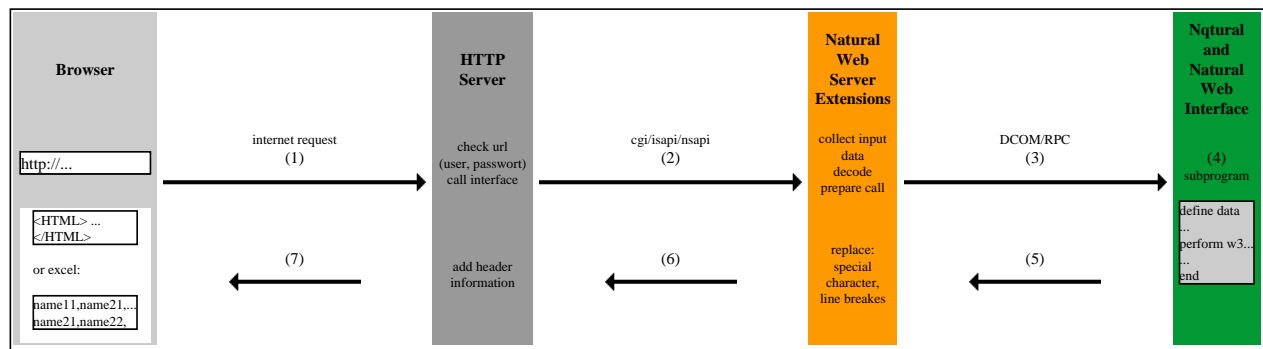 Browser
http://...
<HTML> ...
</HTML>
or excel:
name11,name21,...
name21,name22,
internet request
(1)
(7)
HTTP
Server
check url
(user, passwort)
call interface
add header
information
cgi/isapi/nsapi
(2)
(6)
Natural
Web
Server
Extensions
collect input
data
decode
prepare call
replace:
special
character,
line breakes
DCOM/RPC
(3)
(5)
Nqtural
and
Natural
Web
Interface
(4)
subprogram
define data
...
perform w3...
...
end